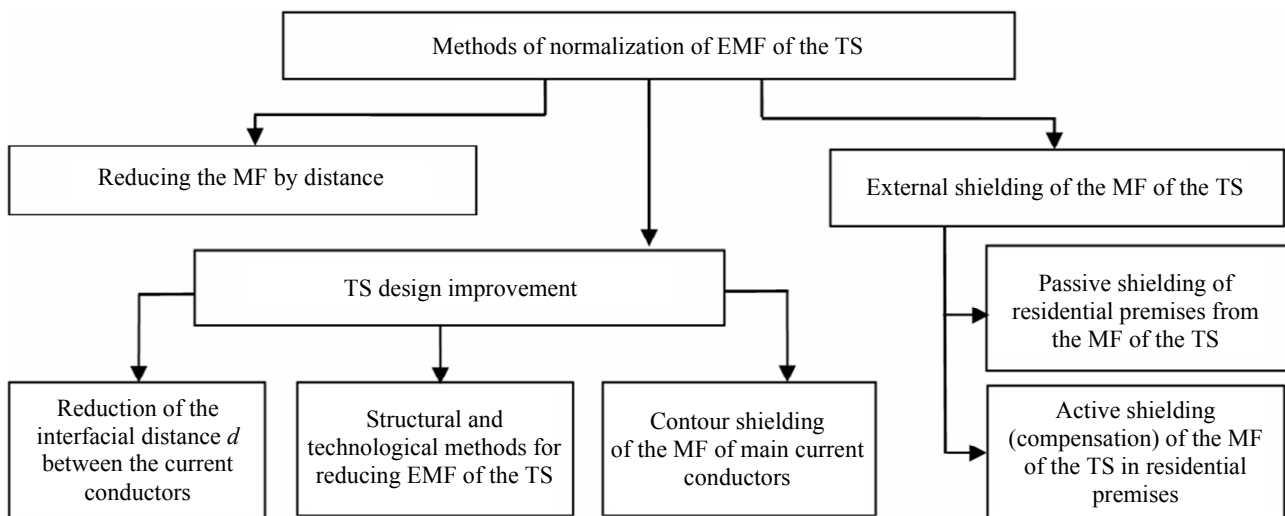 Methods of normalization of EMF of the TS
Reducing the MF by distance
External shielding of the MF of the TS
TS design improvement
Passive shielding of
residential premises from
the MF of the TS
Reduction of the
interfacial distance d
between the current
conductors
Structural and
technological methods for
reducing EMF of the TS
Contour shielding
of the MF of main current
conductors
Active shielding
(compensation) of the MF
of the TS in residential
premises